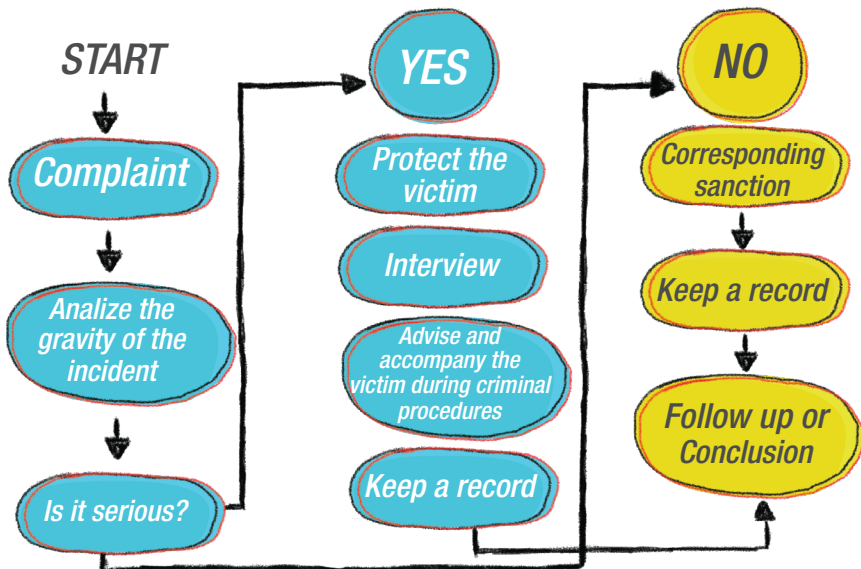 START
Complaint
Analize the
gravity of the
incident
Is it serious?
YES
Protect the
victim
Interview
Advise and
accompany the
victim during criminal
procedures
Keep a record
NO
Corresponding
sanction
Keep a record
Follow up or
Conclusion